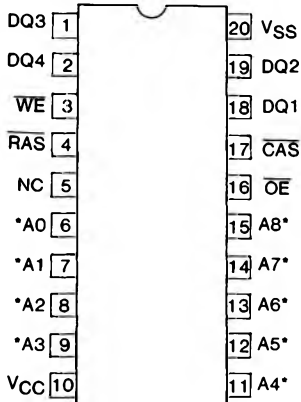 DQ3 1 20 VSS
DQ4 2 19 DQ2
WE 3 18 DQ1
RAS 4 17 CAS
NC 5 16 OE
*A0 6 15 A8*
*A1 7 14 A7*
*A2 8 13 A6*
*A3 9 12 A5*
VCC 10 11 A4*